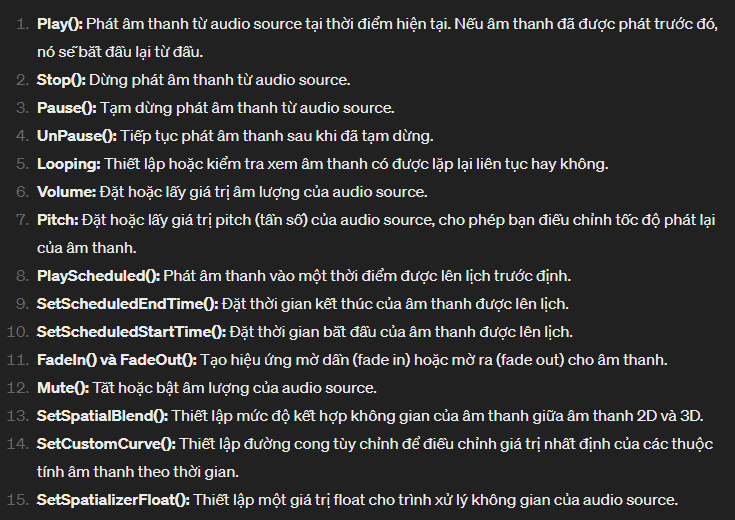 1. Play(): Phát âm thanh từ audio source tại thời điểm hiện tại. Nếu âm thanh đã được phát trước đó,
nó sẽ bắt đầu lại từ đầu.
2. Stop(): Dừng phát âm thanh từ audio source.
3. Pause(): Tạm dừng phát âm thanh từ audio source.
4. UnPause(): Tiếp tục phát âm thanh sau khi đã tạm dừng.
5. Looping: Thiết lập hoặc kiểm tra xem âm thanh có được lặp lại liên tục hay không.
6. Volume: Đặt hoặc lấy giá trị âm lượng của audio source.
7. Pitch: Đặt hoặc lấy giá trị pitch (tần số) của audio source, cho phép bạn điều chỉnh tốc độ phát lại
của âm thanh.
8. PlayScheduled(): Phát âm thanh vào một thời điểm được lên lịch trước định.
9. SetScheduledEndTime(): Đặt thời gian kết thúc của âm thanh được lên lịch.
10. SetScheduledStartTime(): Đặt thời gian bắt đầu của âm thanh được lên lịch.
11. FadeIn() và FadeOut(): Tạo hiệu ứng mờ dần (fade in) hoặc mờ ra (fade out) cho âm thanh.
12. Mute(): Tắt hoặc bật âm lượng của audio source.
13. SetSpatialBlend(): Thiết lập mức độ kết hợp không gian của âm thanh giữa âm thanh 2D và 3D.
14. SetCustomCurve(): Thiết lập đường cong tùy chỉnh để điều chỉnh giá trị nhất định của các thuộc
tính âm thanh theo thời gian.
15. SetSpatializerFloat(): Thiết lập một giá trị float cho trình xử lý không gian của audio source.